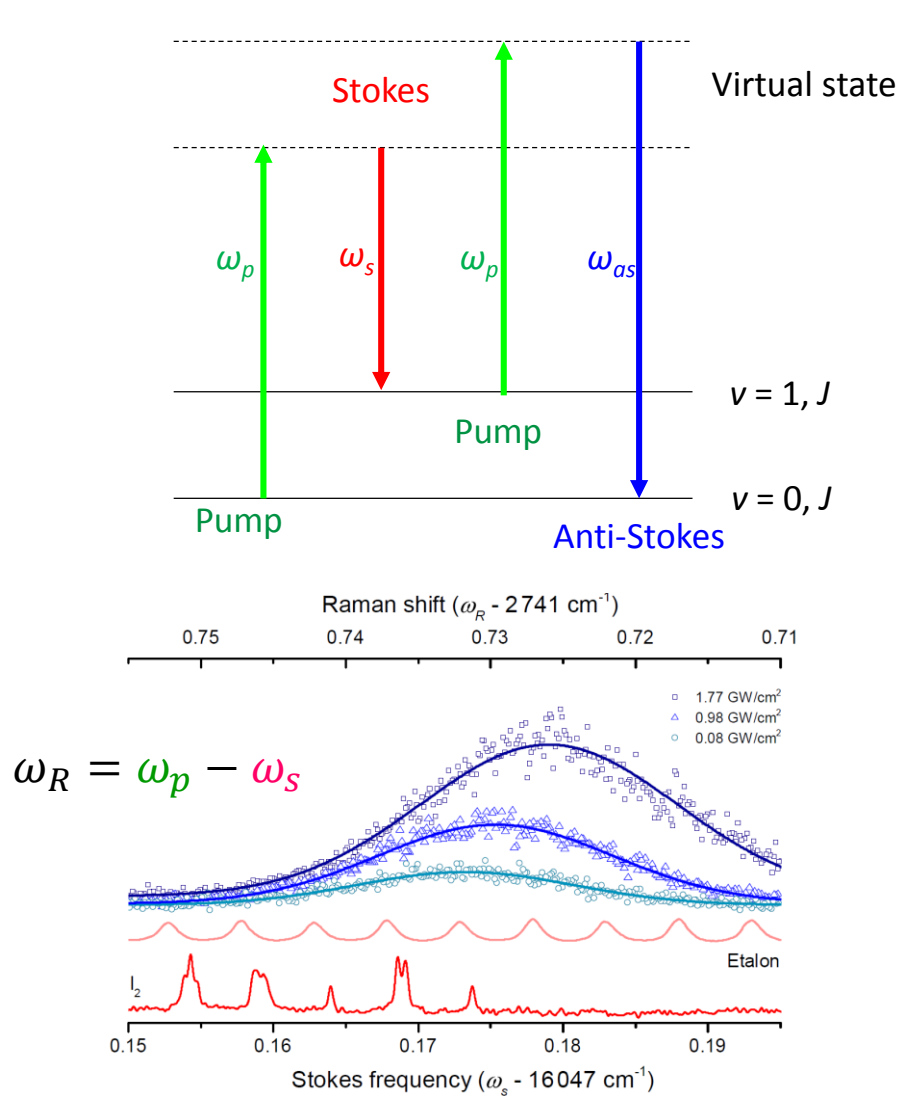 Stokes
Virtual state
ωp ωs ωp ωas
v = 1, J
Pump
v = 0, J
Pump
Anti-Stokes
Raman shift (ωR - 2741 cm⁻¹)
0.75 0.74 0.73 0.72 0.71
1.77 GW/cm²
0.98 GW/cm²
0.08 GW/cm²
ωR = ωp − ωs
Etalon
I₂
0.15 0.16 0.17 0.18 0.19
Stokes frequency (ωs - 16047 cm⁻¹)